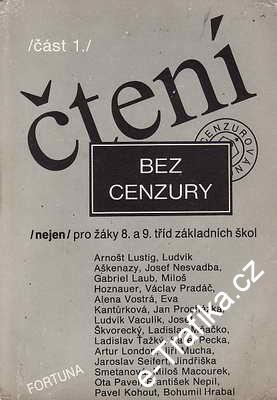 /část 1./
čtení
CENZUROVÁN
BEZ
CENZURY
/nejen/ pro žáky 8. a 9. tříd základních škol
Arnošt Lustig, Ludvík
Aškenazy, Josef Nesvadba,
Gabriel Laub, Miloš
Hoznauer, Václav Pradáč,
Alena Vostrá, Eva
Kantůrková, Jan Procházka,
Ludvík Vaculík, Josef
Škvorecký, Ladislav Mňačko,
Ladislav Ťažký, Karel Pecka,
Artur London, Jiří Mucha,
Jaroslav Seifert, Jindřiška
Smetanová, Miloš Macourek,
Ota Pavel, František Nepil,
Pavel Kohout, Bohumil Hrabal
FORTUNA
e-Trafika.cz